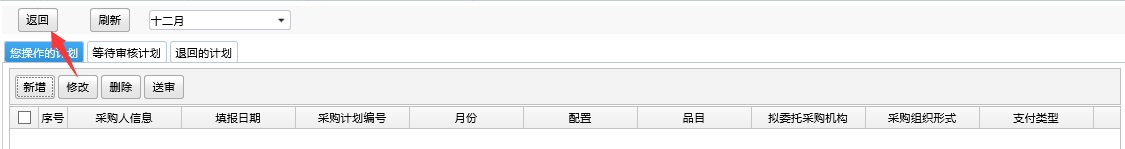 返回 刷新 十二月
您操作的计划 等待审核计划 退回的计划
新增 修改 删除 送审
序号 采购人信息 填报日期 采购计划编号 月份 配置 品目 拟委托采购机构 采购组织形式 支付类型